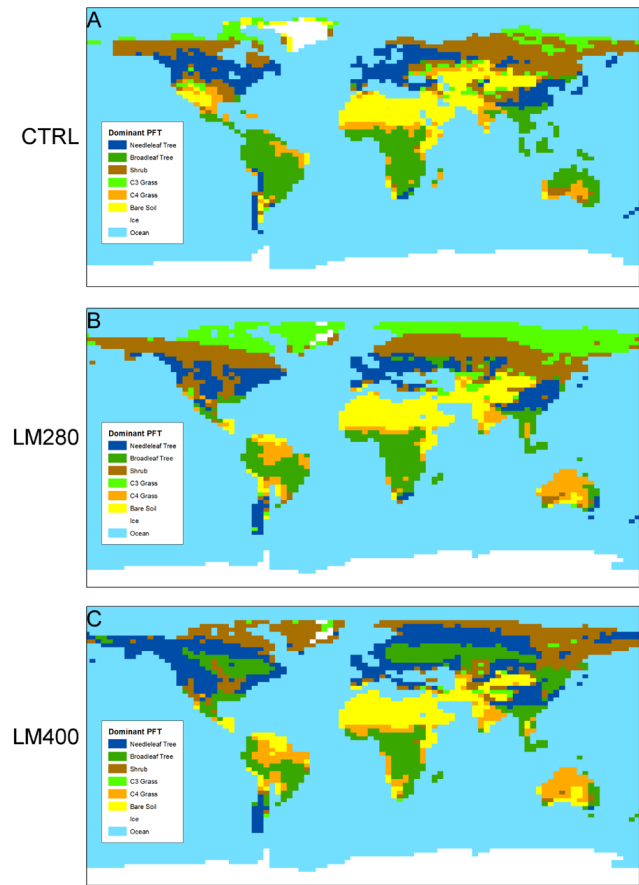 A
CTRL
Dominant PFT
Needleleaf Tree
Broadleaf Tree
Shrub
C3 Grass
C4 Grass
Bare Soil
Ice
Ocean
B
LM280
Dominant PFT
Needleleaf Tree
Broadleaf Tree
Shrub
C3 Grass
C4 Grass
Bare Soil
Ice
Ocean
C
LM400
Dominant PFT
Needleleaf Tree
Broadleaf Tree
Shrub
C3 Grass
C4 Grass
Bare Soil
Ice
Ocean